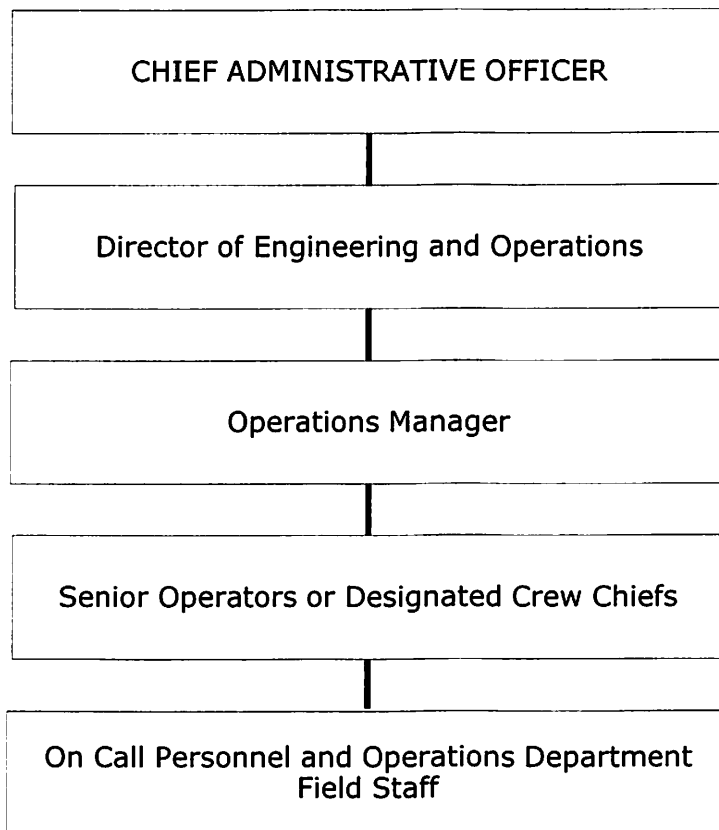 CHIEF ADMINISTRATIVE OFFICER
Director of Engineering and Operations
Operations Manager
Senior Operators or Designated Crew Chiefs
On Call Personnel and Operations Department
Field Staff